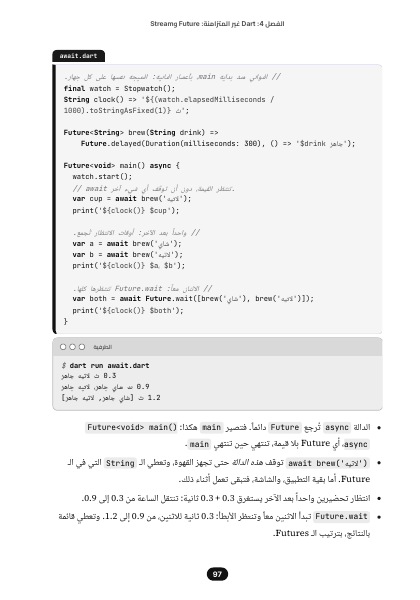 الفصل 4: Dart غير المتزامنة: Future وStream
await.dart
// الثواني منذ بداية main، بأعشار الثانية: النتيجة نفسها على كل جهاز.
final watch = Stopwatch();
String clock() => '${(watch.elapsedMilliseconds /
1000).toStringAsFixed(1)} ث';
Future<String> brew(String drink) =>
Future.delayed(Duration(milliseconds: 300), () => '$drink جاهز');
Future<void> main() async {
watch.start();
// await تنتظر القيمة، دون أن توقف أي شيء آخر.
var cup = await brew('لاتيه');
print('${clock()} $cup');
// واحداً بعد الآخر: أوقات الانتظار تُجمع.
var a = await brew('شاي');
var b = await brew('لاتيه');
print('${clock()} $a، $b');
// الاثنان معاً: Future.wait تنتظرها كلها.
var both = await Future.wait([brew('شاي'), brew('لاتيه')]);
print('${clock()} $both');
}
الطرفية
$ dart run await.dart
0.3 ث لاتيه جاهز
0.9 ث شاي جاهز، لاتيه جاهز
1.2 ث [شاي جاهز, لاتيه جاهز]
• الدالة async تُرجع Future دائماً. فتصير main هكذا: Future<void> main()
async، أي Future بلا قيمة، تنتهي حين تنتهي main.
• await brew('لاتيه') توقف هذه الدالة حتى تجهز القهوة، وتعطي الـ String التي في الـ
Future. أما بقية التطبيق، والشاشة، فتبقى تعمل أثناء ذلك.
• انتظار تحضيرين واحداً بعد الآخر يستغرق 0.3 + 0.3 ثانية: تنتقل الساعة من 0.3 إلى 0.9.
• Future.wait تبدأ الاثنين معاً وتنتظر الأبطأ: 0.3 ثانية للاثنين، من 0.9 إلى 1.2. وتعطي قائمة
بالنتائج، بترتيب الـ Futures.
97